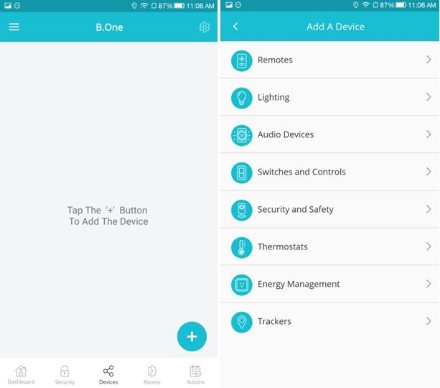 87% 11:06 AM
B.One
Tap The '+' Button
To Add The Device
+
Dashboard
Security
Devices
Rooms
Actions
87% 11:06 AM
Add A Device
Remotes
Lighting
Audio Devices
Switches and Controls
Security and Safety
Thermostats
Energy Management
Trackers